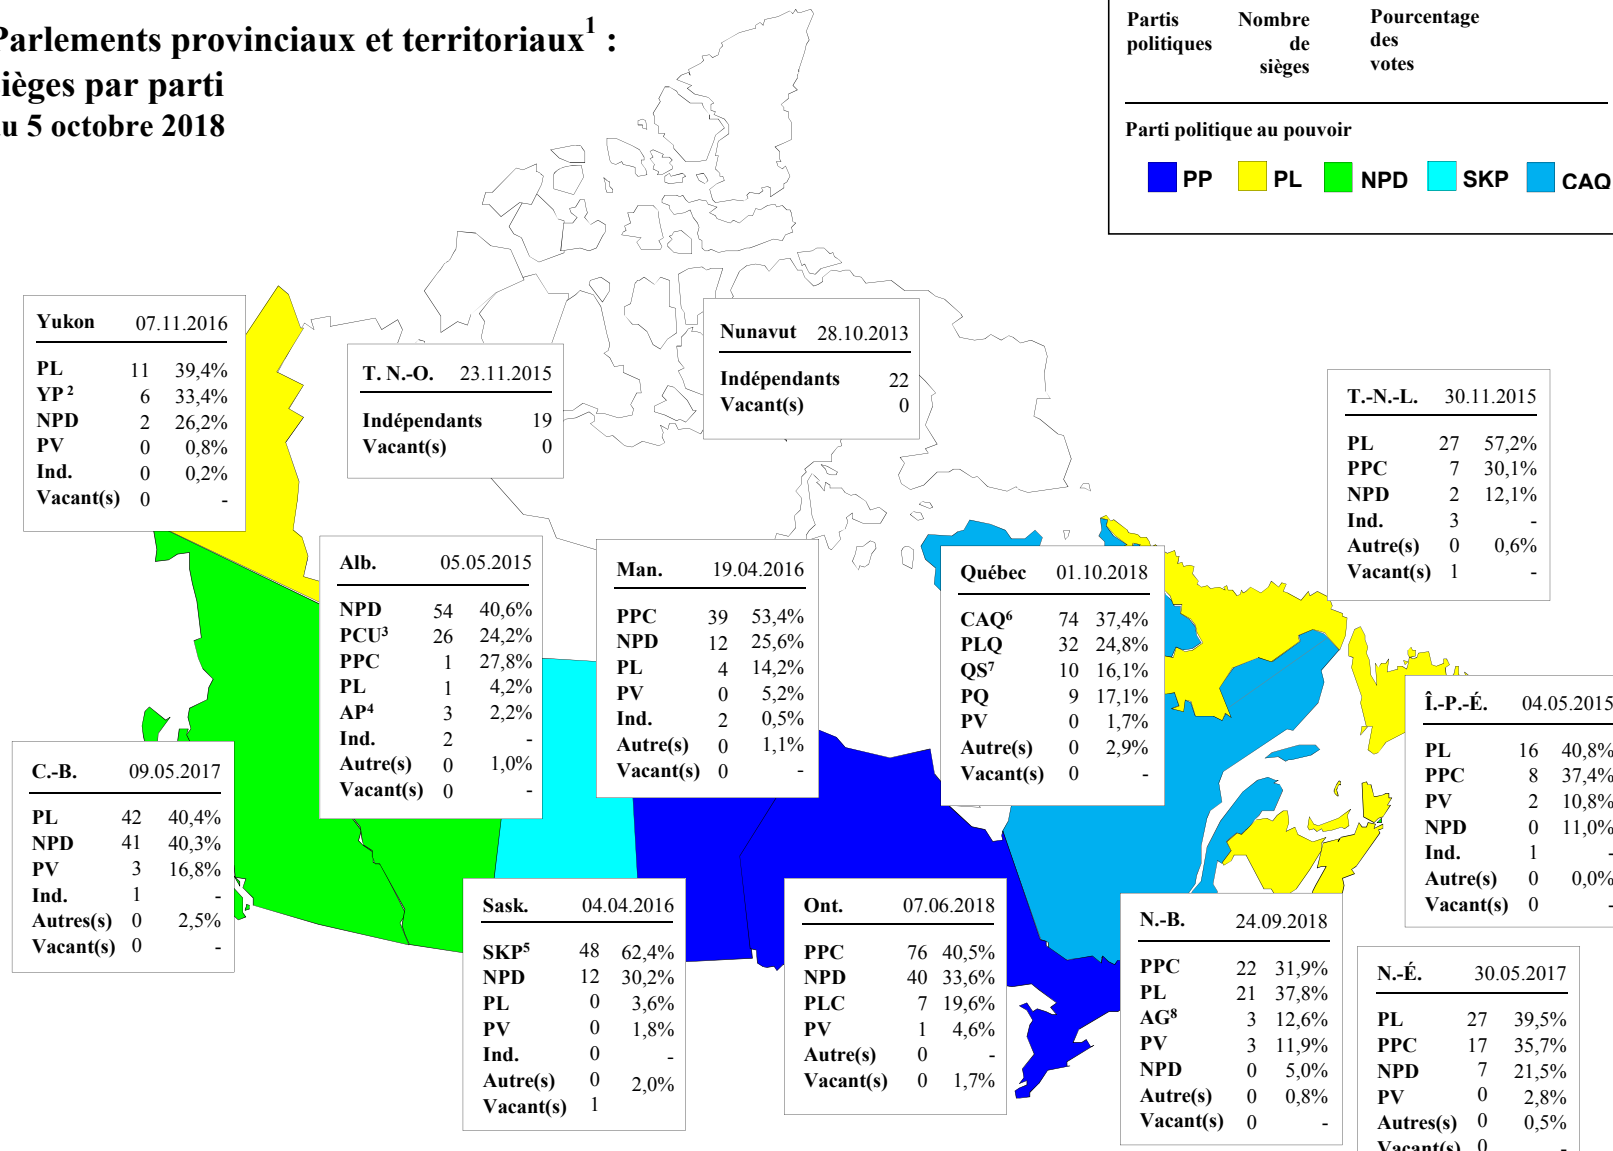 Parlements provinciaux et territoriaux¹ :
sièges par parti
au 5 octobre 2018
Partis politiques Nombre de sièges Pourcentage des votes
Parti politique au pouvoir
PP PL NPD SKP CAQ
Yukon 07.11.2016
PL 11 39,4%
YP ² 6 33,4%
NPD 2 26,2%
PV 0 0,8%
Ind. 0 0,2%
Vacant(s) 0 -
T. N.-O. 23.11.2015
Indépendants 19
Vacant(s) 0
Nunavut 28.10.2013
Indépendants 22
Vacant(s) 0
T.-N.-L. 30.11.2015
PL 27 57,2%
PPC 7 30,1%
NPD 2 12,1%
Ind. 3 -
Autre(s) 0 0,6%
Vacant(s) 1 -
Alb. 05.05.2015
NPD 54 40,6%
PCU³ 26 24,2%
PPC 1 27,8%
PL 1 4,2%
AP⁴ 3 2,2%
Ind. 2 -
Autre(s) 0 1,0%
Vacant(s) 0 -
Man. 19.04.2016
PPC 39 53,4%
NPD 12 25,6%
PL 4 14,2%
PV 0 5,2%
Ind. 2 0,5%
Autre(s) 0 1,1%
Vacant(s) 0 -
Québec 01.10.2018
CAQ⁶ 74 37,4%
PLQ 32 24,8%
QS⁷ 10 16,1%
PQ 9 17,1%
PV 0 1,7%
Autre(s) 0 2,9%
Vacant(s) 0 -
Î.-P.-É. 04.05.2015
PL 16 40,8%
PPC 8 37,4%
PV 2 10,8%
NPD 0 11,0%
Ind. 1 -
Autre(s) 0 0,0%
Vacant(s) 0 -
C.-B. 09.05.2017
PL 42 40,4%
NPD 41 40,3%
PV 3 16,8%
Ind. 1 -
Autres(s) 0 2,5%
Vacant(s) 0 -
Sask. 04.04.2016
SKP⁵ 48 62,4%
NPD 12 30,2%
PL 0 3,6%
PV 0 1,8%
Ind. 0 -
Autre(s) 0 2,0%
Vacant(s) 1
Ont. 07.06.2018
PPC 76 40,5%
NPD 40 33,6%
PLC 7 19,6%
PV 1 4,6%
Autre(s) 0 -
Vacant(s) 0 1,7%
N.-B. 24.09.2018
PPC 22 31,9%
PL 21 37,8%
AG⁸ 3 12,6%
PV 3 11,9%
NPD 0 5,0%
Autre(s) 0 0,8%
Vacant(s) 0 -
N.-É. 30.05.2017
PL 27 39,5%
PPC 17 35,7%
NPD 7 21,5%
PV 0 2,8%
Autres(s) 0 0,5%
Vacant(s) 0 -